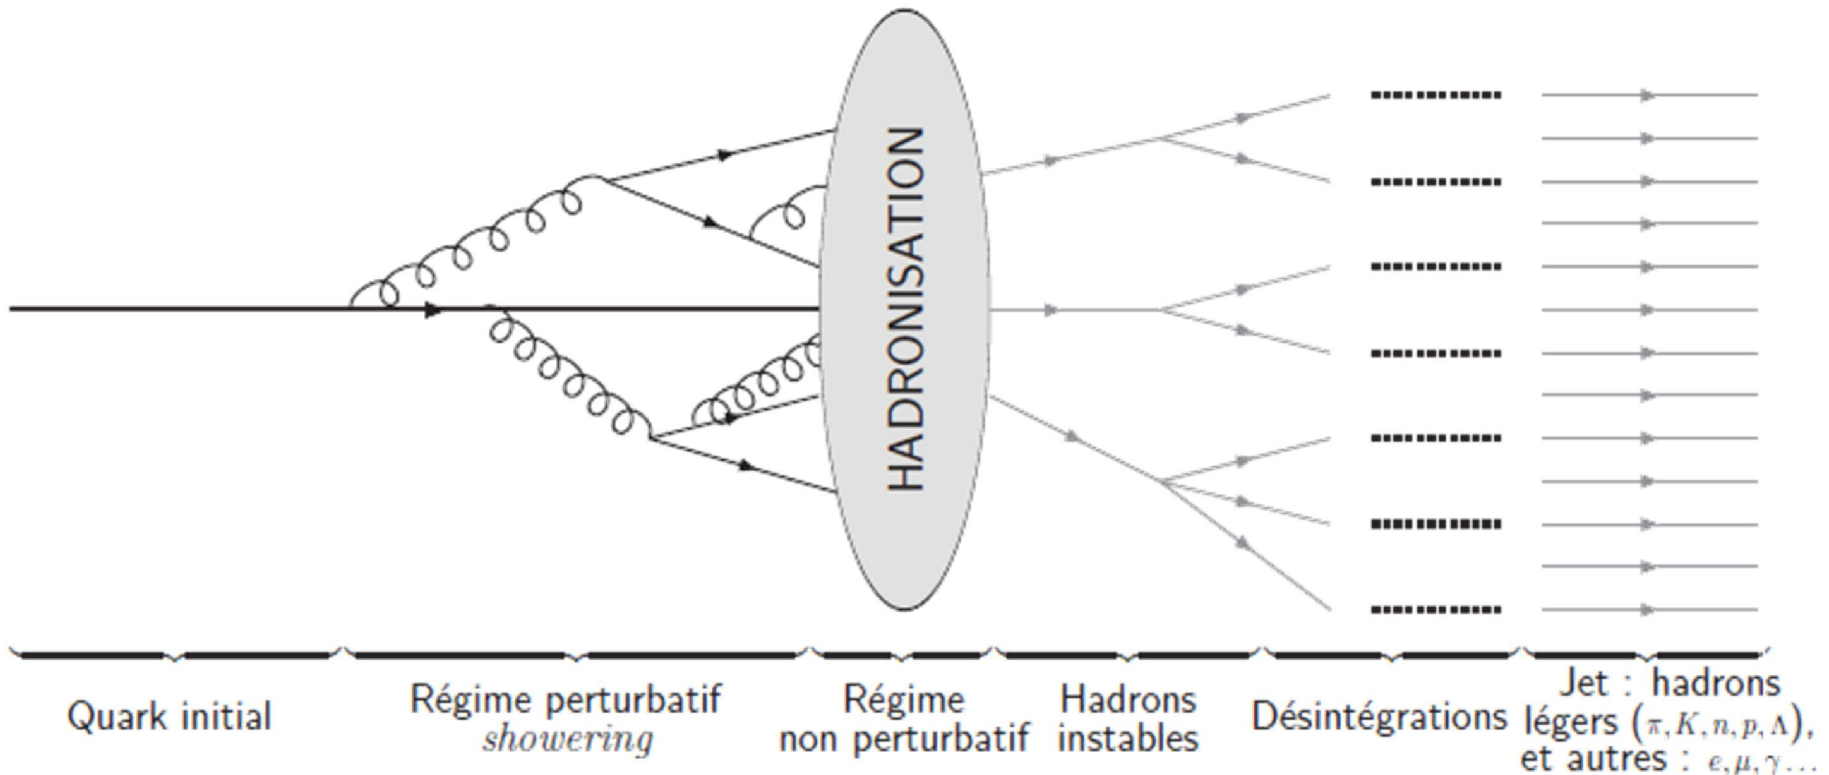 HADRONISATION
Quark initial
Régime perturbatif
showering
Régime
non perturbatif
Hadrons
instables
Désintégrations
Jet : hadrons
légers (π, K, n, p, Λ),
et autres : e, μ, γ...